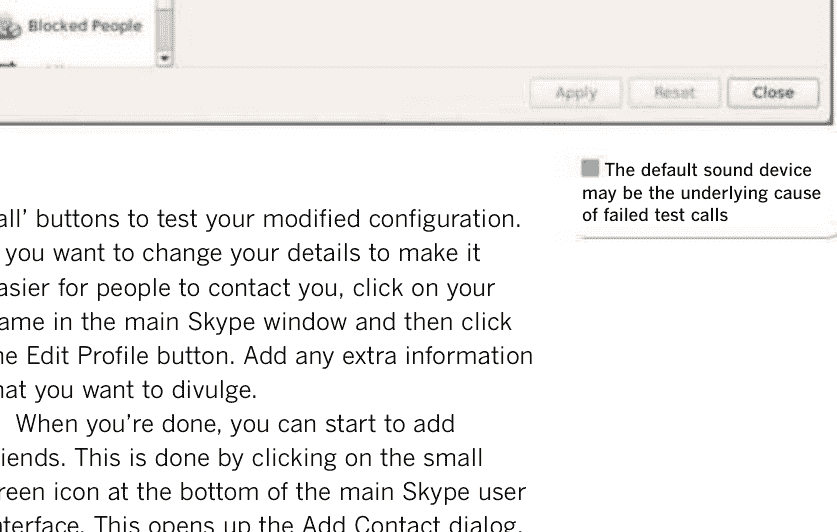 Blocked People
Apply Reset Close
The default sound device
may be the underlying cause
of failed test calls
all’ buttons to test your modified configuration.
you want to change your details to make it
asier for people to contact you, click on your
ame in the main Skype window and then click
he Edit Profile button. Add any extra information
hat you want to divulge.
When you’re done, you can start to add
iends. This is done by clicking on the small
reen icon at the bottom of the main Skype user
nterface. This opens up the Add Contact dialog.